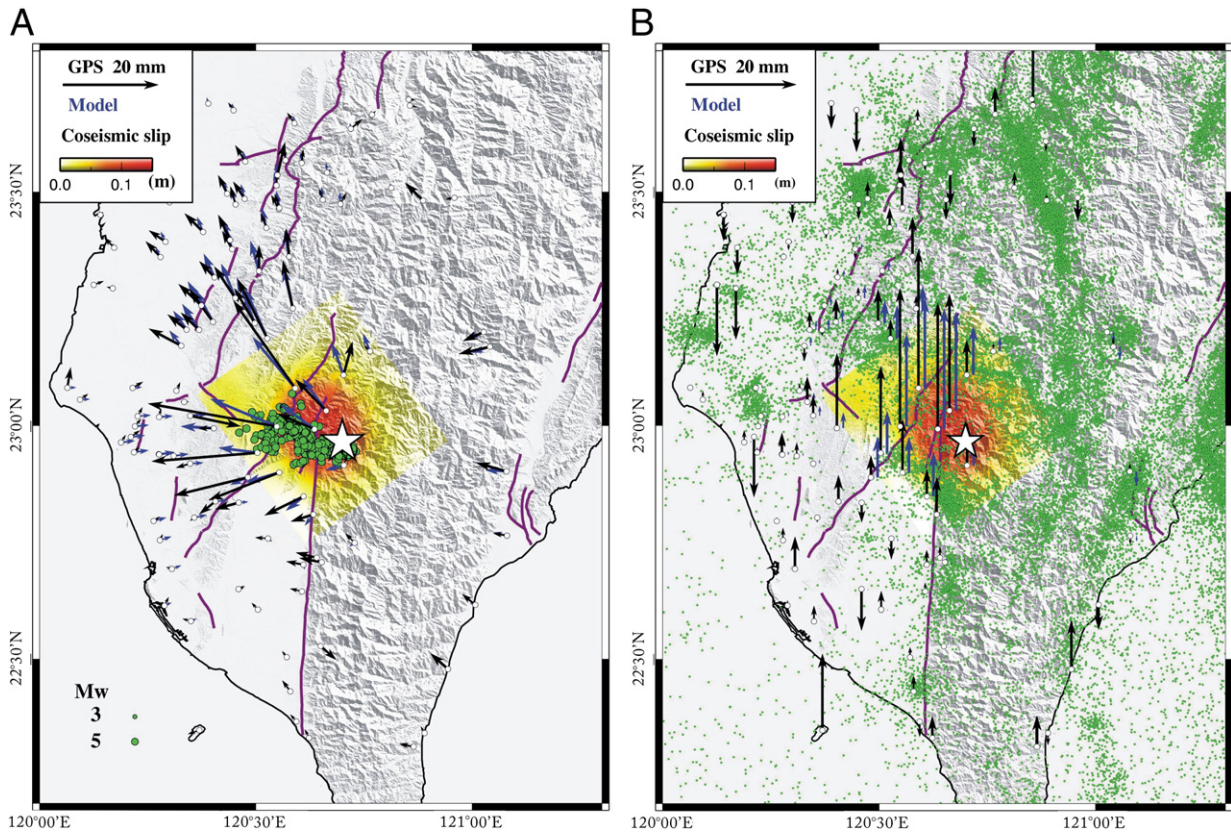 A
GPS 20 mm
Model
Coseismic slip
0.0 0.1 (m)
Mw
3
5
23°30'N
23°00'N
22°30'N
120°00'E 120°30'E 121°00'E
B
GPS 20 mm
Model
Coseismic slip
0.0 0.1 (m)
23°30'N
23°00'N
22°30'N
120°00'E 120°30'E 121°00'E